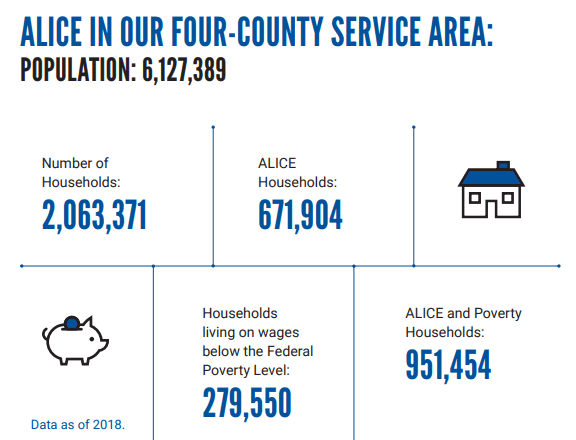 ALICE IN OUR FOUR-COUNTY SERVICE AREA:
POPULATION: 6,127,389
Number of
Households:
2,063,371
ALICE
Households:
671,904
Households
living on wages
below the Federal
Poverty Level:
279,550
ALICE and Poverty
Households:
951,454
Data as of 2018.